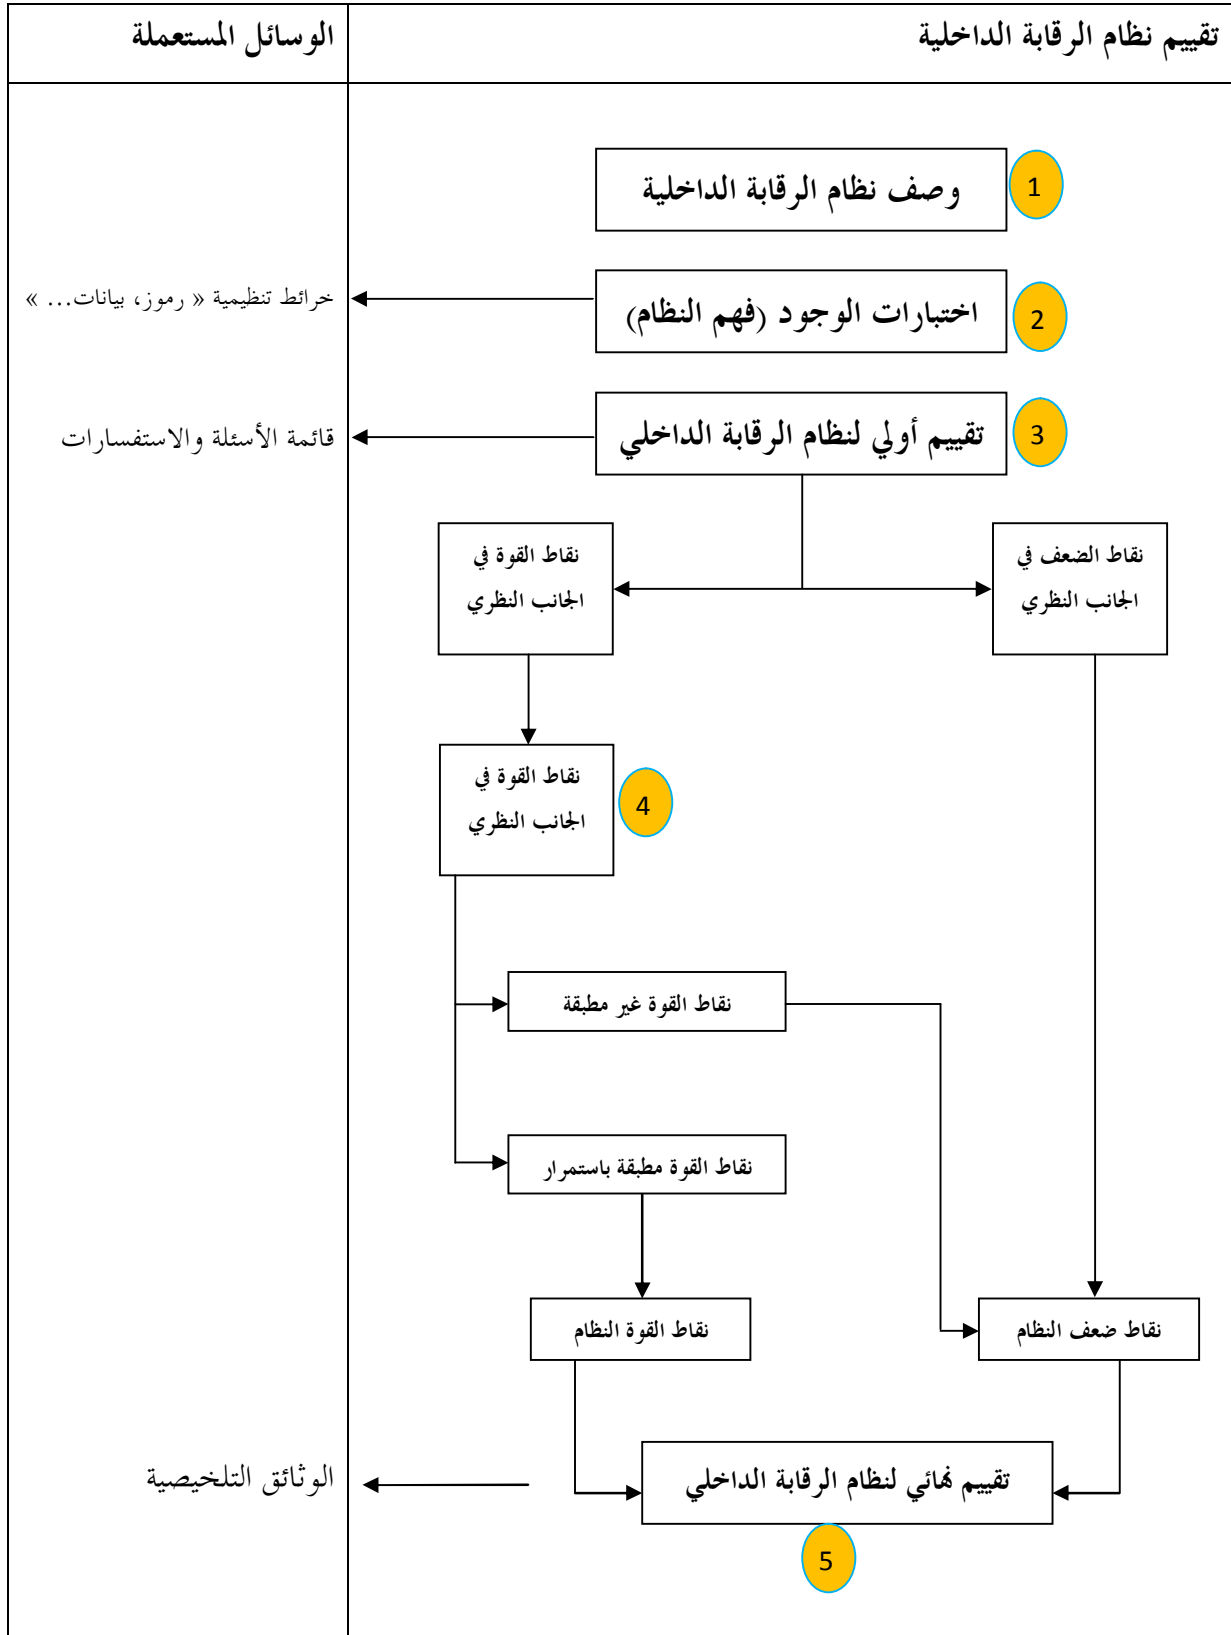 تقييم نظام الرقابة الداخلية
الوسائل المستعملة
وصف نظام الرقابة الداخلية
1
اختبارات الوجود (فهم النظام)
2
خرائط تنظيمية « رموز، بيانات... »
تقييم أولي لنظام الرقابة الداخلي
3
قائمة الأسئلة والاستفسارات
نقاط الضعف في
الجانب النظري
نقاط القوة في
الجانب النظري
نقاط القوة في
الجانب النظري
4
نقاط القوة غير مطبقة
نقاط القوة مطبقة باستمرار
نقاط ضعف النظام
نقاط القوة النظام
تقييم نهائي لنظام الرقابة الداخلي
الوثائق التلخيصية
5